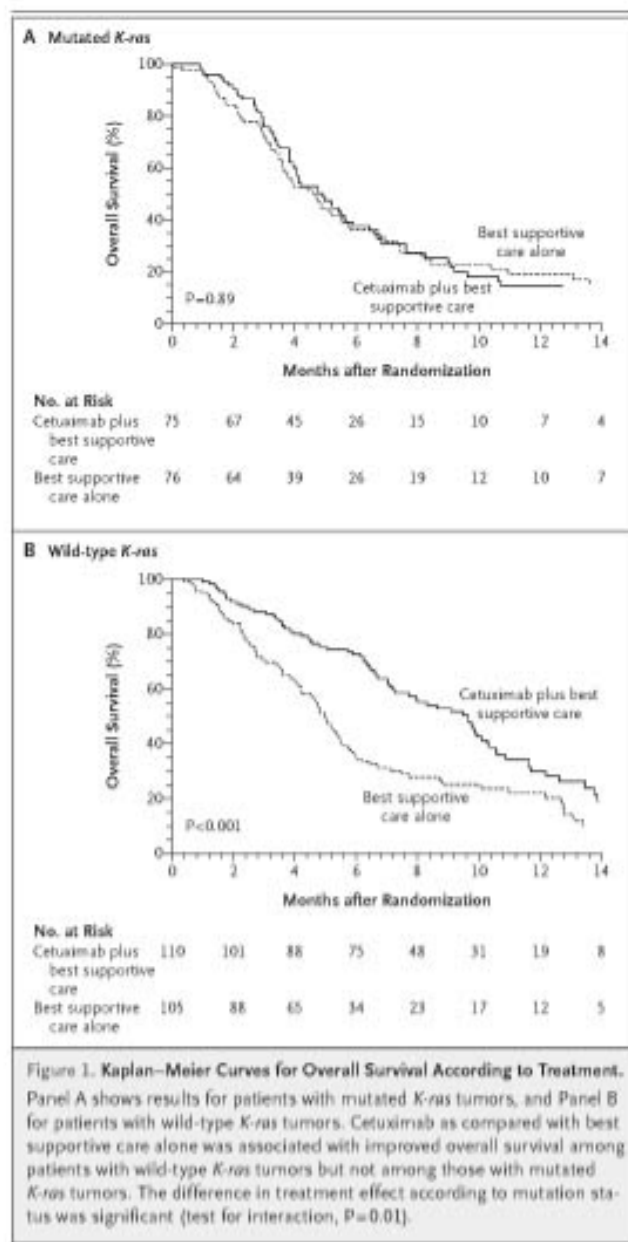 A Mutated K-ras
100
80
60
40
20
0
Overall Survival (%)
Best supportive
care alone
Cetuximab plus best
supportive care
P=0.89
0 2 4 6 8 10 12 14
Months after Randomization
No. at Risk
Cetuximab plus 75 67 45 26 15 10 7 4
best supportive
care
Best supportive 76 64 39 26 19 12 10 7
care alone
B Wild-type K-ras
100
80
60
40
20
0
Overall Survival (%)
Cetuximab plus best
supportive care
Best supportive
care alone
P<0.001
0 2 4 6 8 10 12 14
Months after Randomization
No. at Risk
Cetuximab plus 110 101 88 75 48 31 19 8
best supportive
care
Best supportive 105 88 65 34 23 17 12 5
care alone
Figure 1. Kaplan–Meier Curves for Overall Survival According to Treatment.
Panel A shows results for patients with mutated K-ras tumors, and Panel B
for patients with wild-type K-ras tumors. Cetuximab as compared with best
supportive care alone was associated with improved overall survival among
patients with wild-type K-ras tumors but not among those with mutated
K-ras tumors. The difference in treatment effect according to mutation sta-
tus was significant (test for interaction, P=0.01).